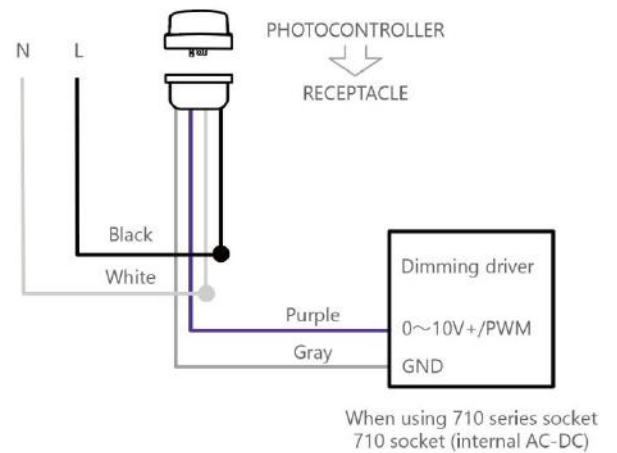 PHOTOCONTROLLER
N L
RECEPTACLE
Black
White
Dimming driver
Purple
0～10V+/PWM
Gray
GND
When using 710 series socket
710 socket (internal AC-DC)